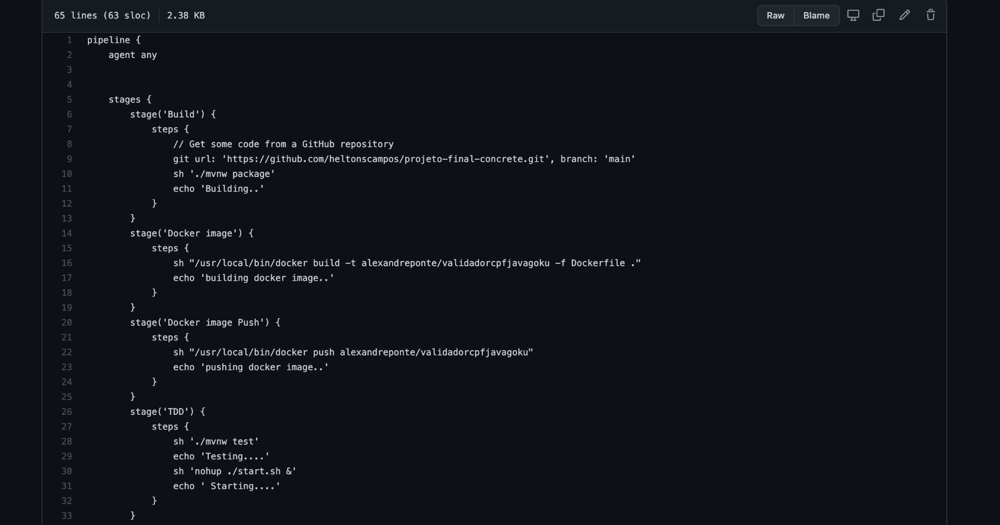 65 lines (63 sloc) 2.38 KB Raw Blame
1 pipeline {
2     agent any
3
4
5     stages {
6         stage('Build') {
7             steps {
8                 // Get some code from a GitHub repository
9                 git url: 'https://github.com/heltonscampos/projeto-final-concrete.git', branch: 'main'
10                 sh './mvnw package'
11                 echo 'Building..'
12             }
13         }
14         stage('Docker image') {
15             steps {
16                 sh "/usr/local/bin/docker build -t alexandreponte/validadorcpfjavagoku -f Dockerfile ."
17                 echo 'building docker image..'
18             }
19         }
20         stage('Docker image Push') {
21             steps {
22                 sh "/usr/local/bin/docker push alexandreponte/validadorcpfjavagoku"
23                 echo 'pushing docker image..'
24             }
25         }
26         stage('TDD') {
27             steps {
28                 sh './mvnw test'
29                 echo 'Testing....'
30                 sh 'nohup ./start.sh &'
31                 echo ' Starting....'
32             }
33         }